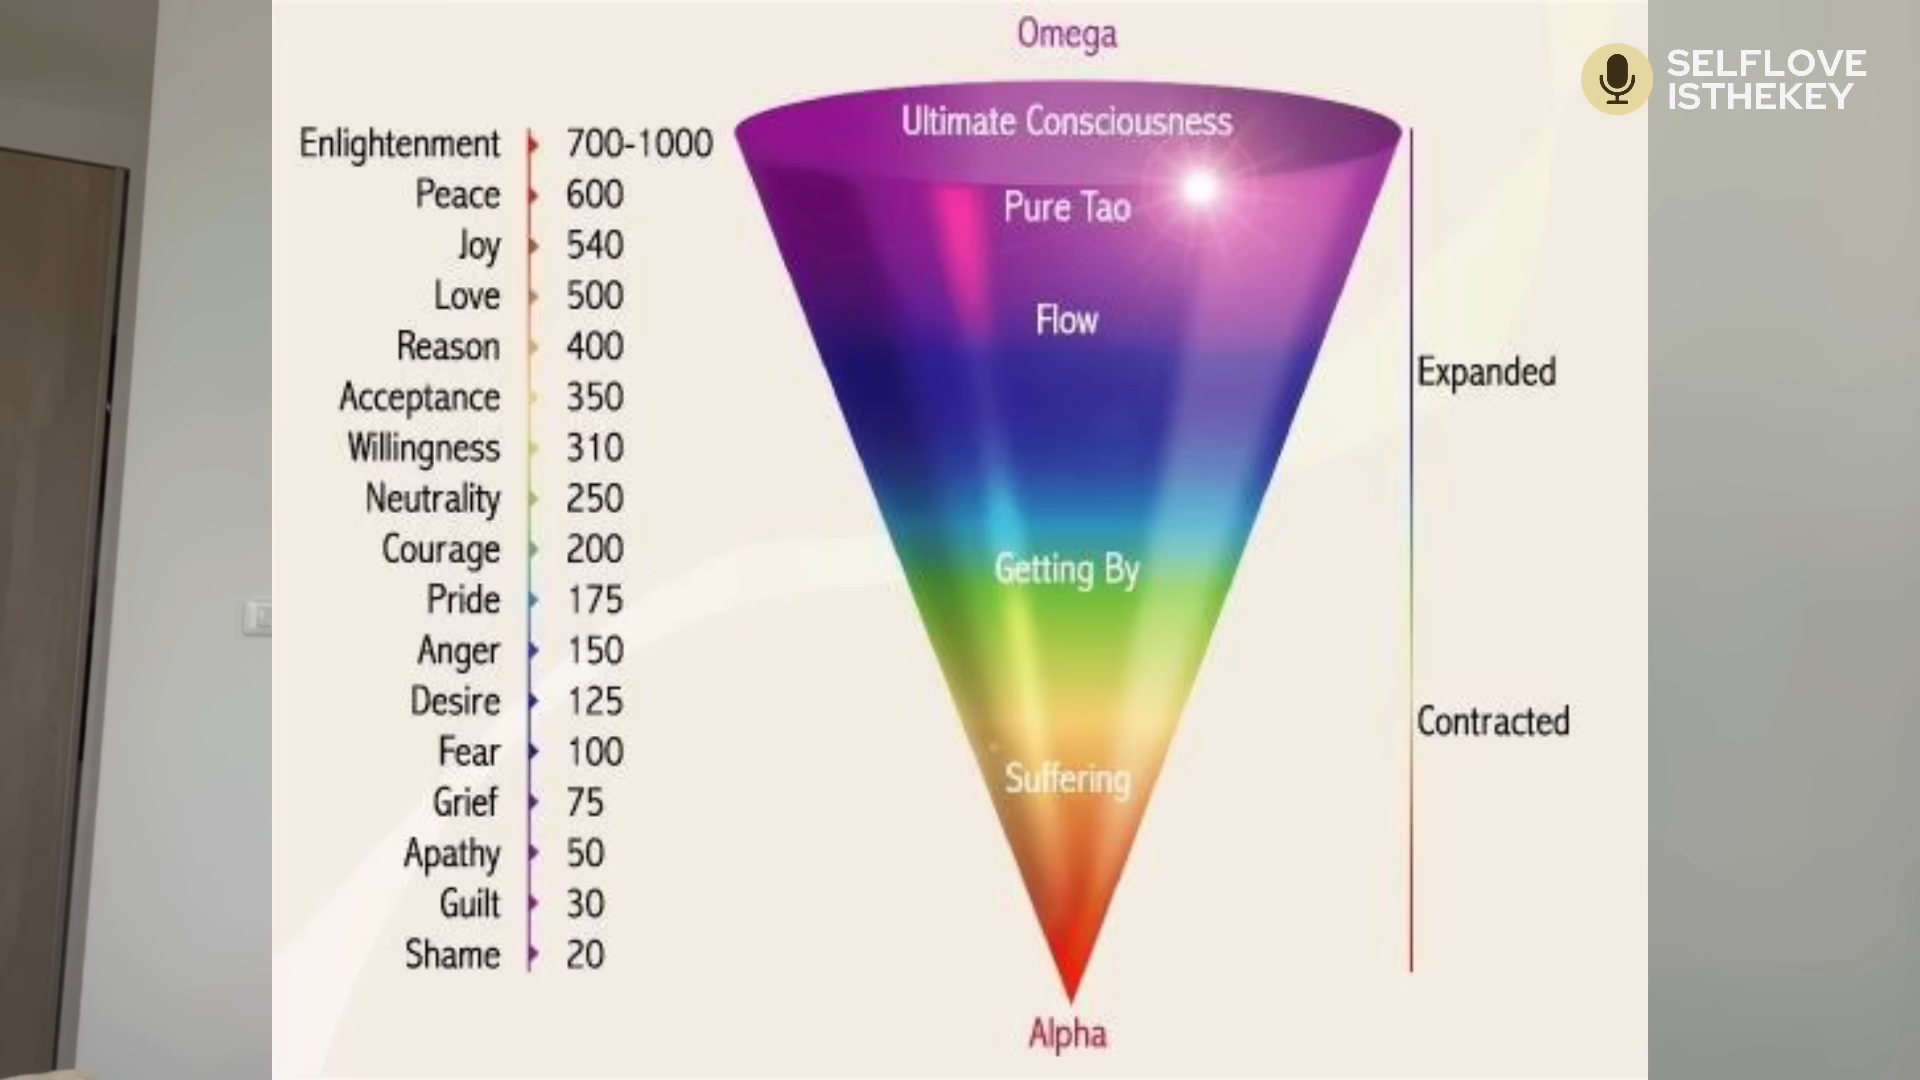 Omega
SELFLOVE
ISTHEKEY
Enlightenment 700-1000
Peace 600
Joy 540
Love 500
Reason 400
Acceptance 350
Willingness 310
Neutrality 250
Courage 200
Pride 175
Anger 150
Desire 125
Fear 100
Grief 75
Apathy 50
Guilt 30
Shame 20
Ultimate Consciousness
Pure Tao
Flow
Getting By
Suffering
Expanded
Contracted
Alpha